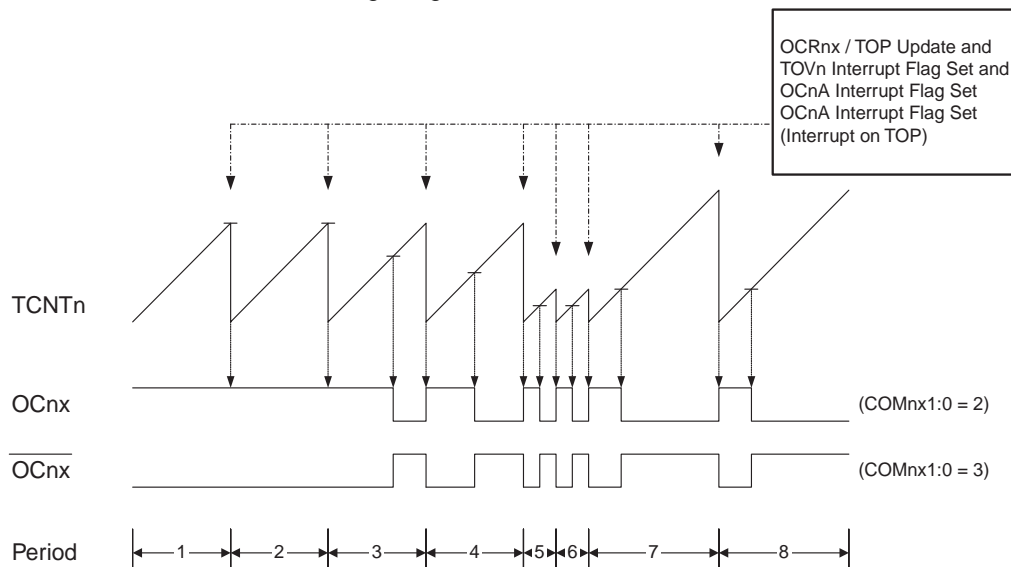 OCRnx / TOP Update and
TOVn Interrupt Flag Set and
OCnA Interrupt Flag Set
OCnA Interrupt Flag Set
(Interrupt on TOP)
TCNTn
OCnx
(COMnx1:0 = 2)
OCnx
(COMnx1:0 = 3)
Period
1 2 3 4 5 6 7 8